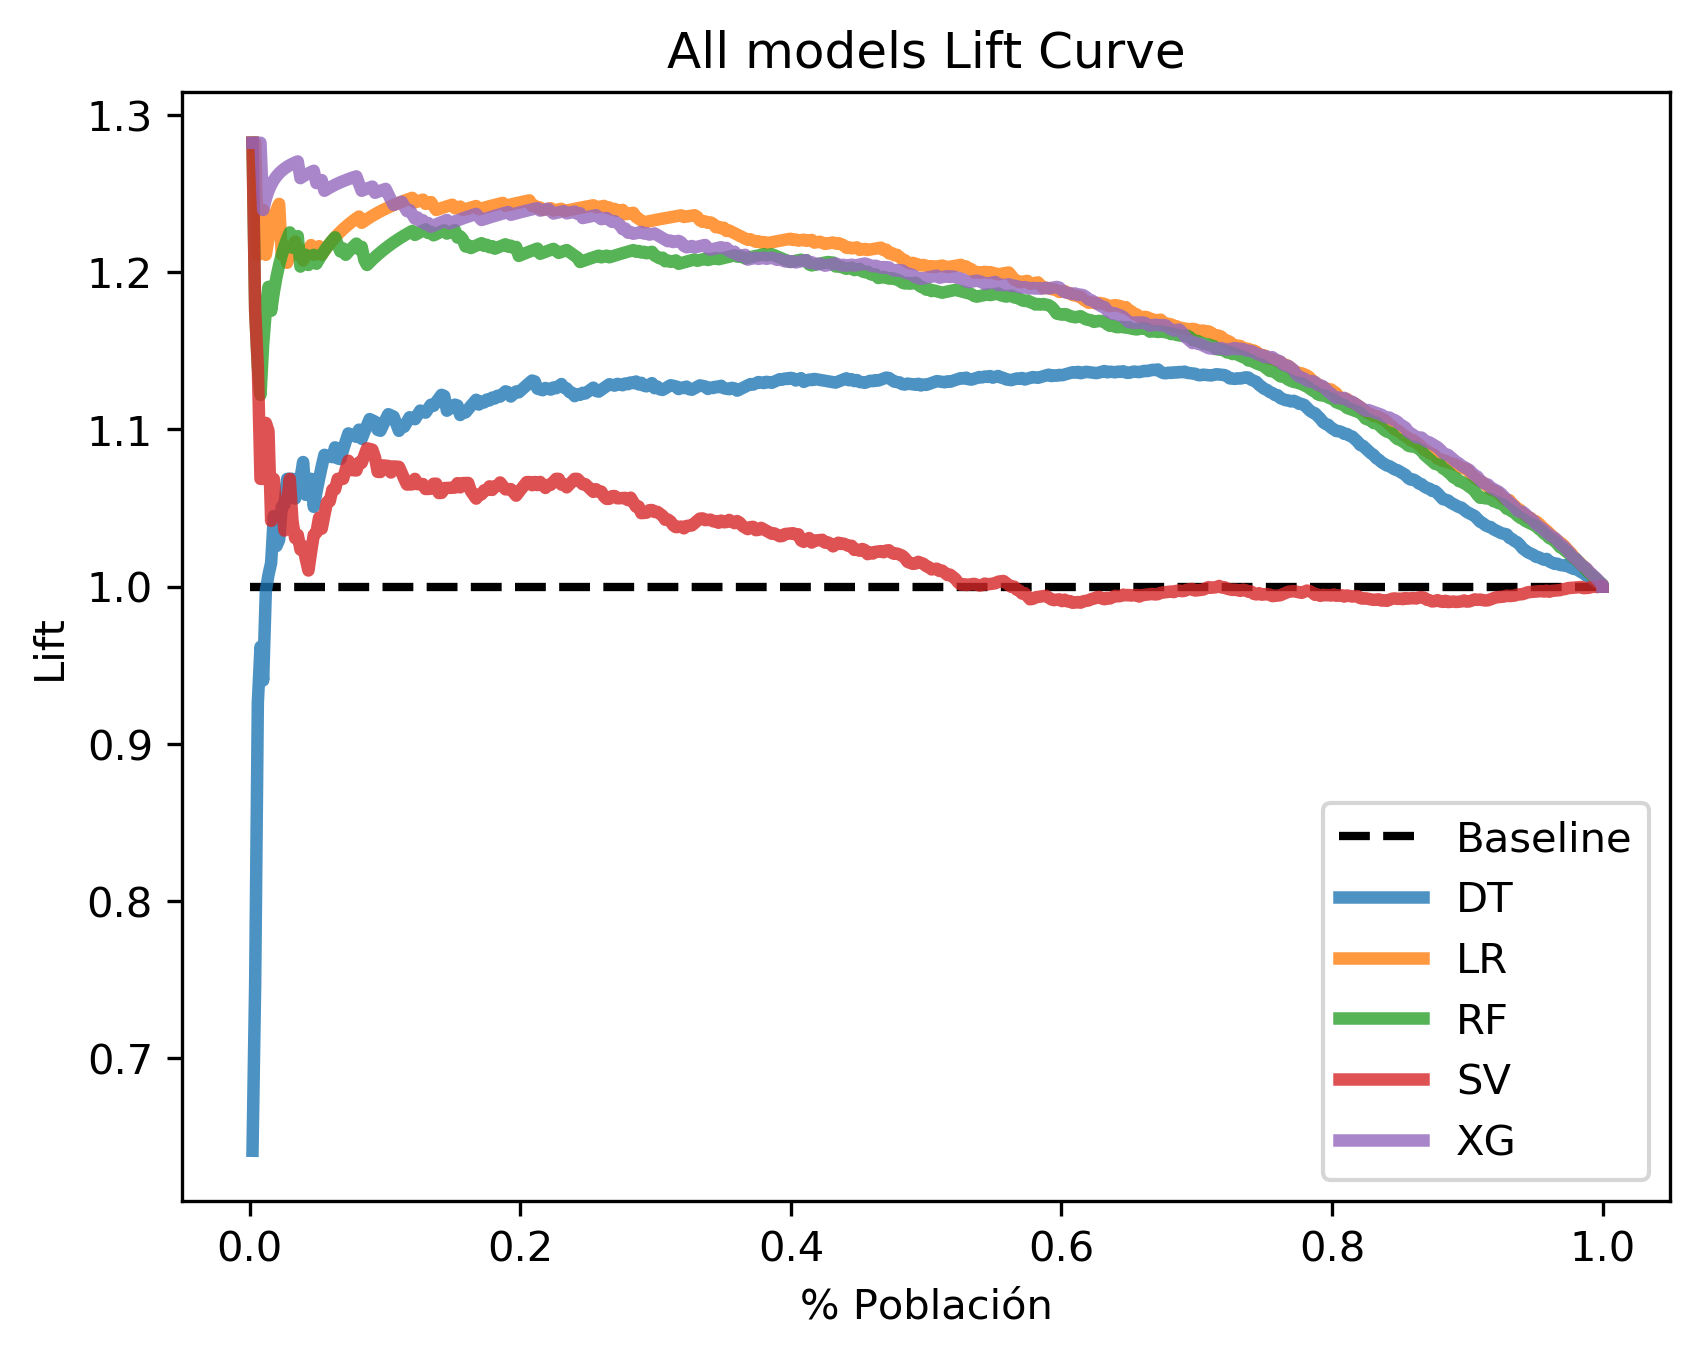 All models Lift Curve
1.3
1.2
1.1
1.0
0.9
0.8
0.7
Lift
Baseline
DT
LR
RF
SV
XG
0.0 0.2 0.4 0.6 0.8 1.0
% Población